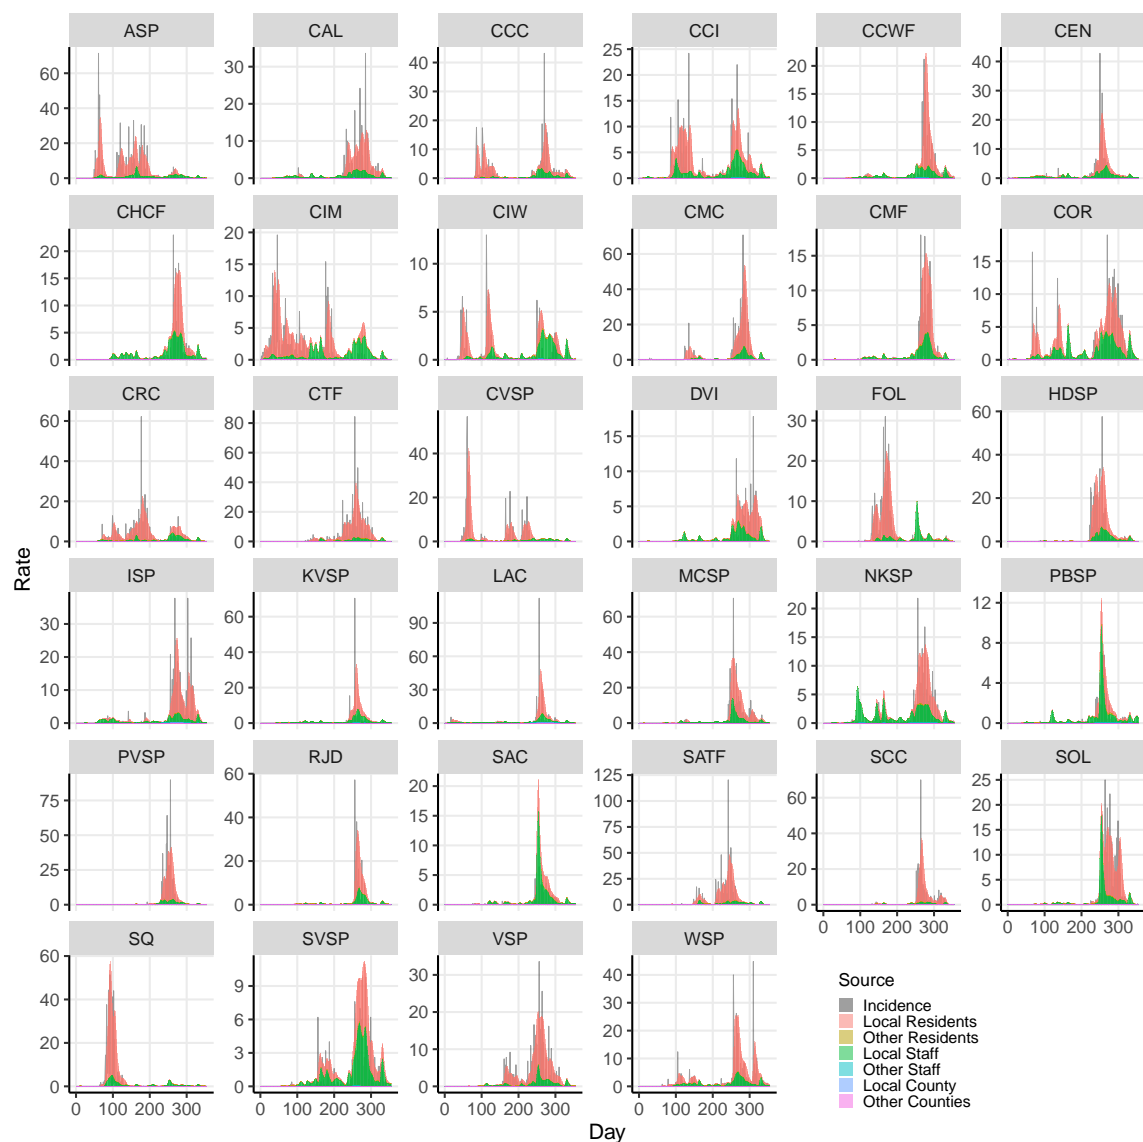 ASP CAL CCC CCI CCWF CEN
60 40 20 0
30 20 10 0
40 30 20 10 0
25 20 15 10 5 0
20 15 10 5 0
40 30 20 10 0
CHCF CIM CIW CMC CMF COR
20 15 10 5 0
20 15 10 5 0
10 5 0
60 40 20 0
15 10 5 0
15 10 5 0
CRC CTF CVSP DVI FOL HDSP
60 40 20 0
80 60 40 20 0
40 20 0
15 10 5 0
30 20 10 0
60 40 20 0
Rate
ISP KVSP LAC MCSP NKSP PBSP
30 20 10 0
60 40 20 0
90 60 30 0
60 40 20 0
20 15 10 5 0
12 8 4 0
PVSP RJD SAC SATF SCC SOL
75 50 25 0
60 40 20 0
20 15 10 5 0
125 100 75 50 25 0
60 40 20 0
25 20 15 10 5 0
0 100 200 300
0 100 200 300
SQ SVSP VSP WSP
60 40 20 0
9 6 3 0
30 20 10 0
40 30 20 10 0
0 100 200 300
0 100 200 300
0 100 200 300
0 100 200 300
Day
Source
Incidence
Local Residents
Other Residents
Local Staff
Other Staff
Local County
Other Counties